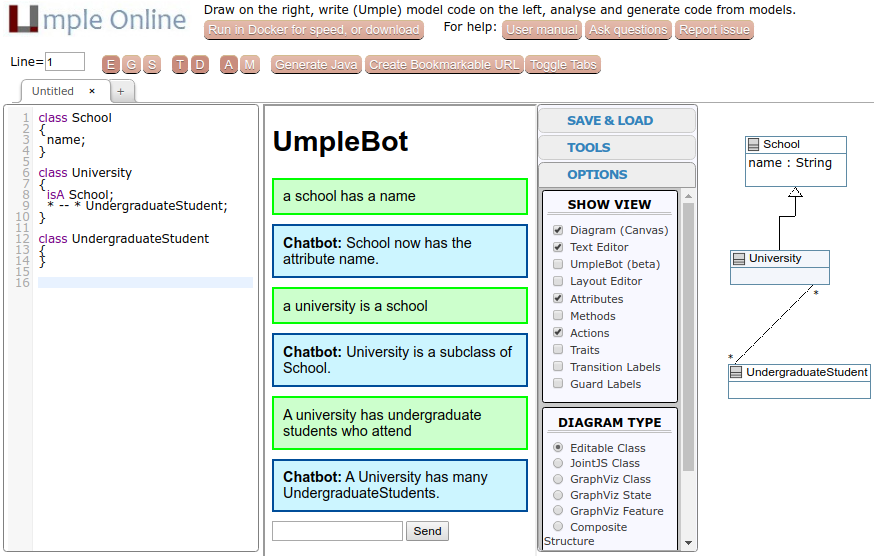 Umple Online
Draw on the right, write (Umple) model code on the left, analyse and generate code from models.
Run in Docker for speed, or download
For help: User manual Ask questions Report issue
Line= 1 E G S T D A M Generate Java Create Bookmarkable URL Toggle Tabs
Untitled × +
1 class School
2 {
3 name;
4 }
5
6 class University
7 {
8 isA School;
9 * -- * UndergraduateStudent;
10 }
11
12 class UndergraduateStudent
13 {
14 }
15
16
UmpleBot
a school has a name
Chatbot: School now has the
attribute name.
a university is a school
Chatbot: University is a subclass of
School.
A university has undergraduate
students who attend
Chatbot: A University has many
UndergraduateStudents.
Send
SAVE & LOAD
TOOLS
OPTIONS
SHOW VIEW
Diagram (Canvas)
Text Editor
UmpleBot (beta)
Layout Editor
Attributes
Methods
Actions
Traits
Transition Labels
Guard Labels
DIAGRAM TYPE
Editable Class
JointJS Class
GraphViz Class
GraphViz State
GraphViz Feature
Composite
Structure
School
name : String
University
*
*
UndergraduateStudent